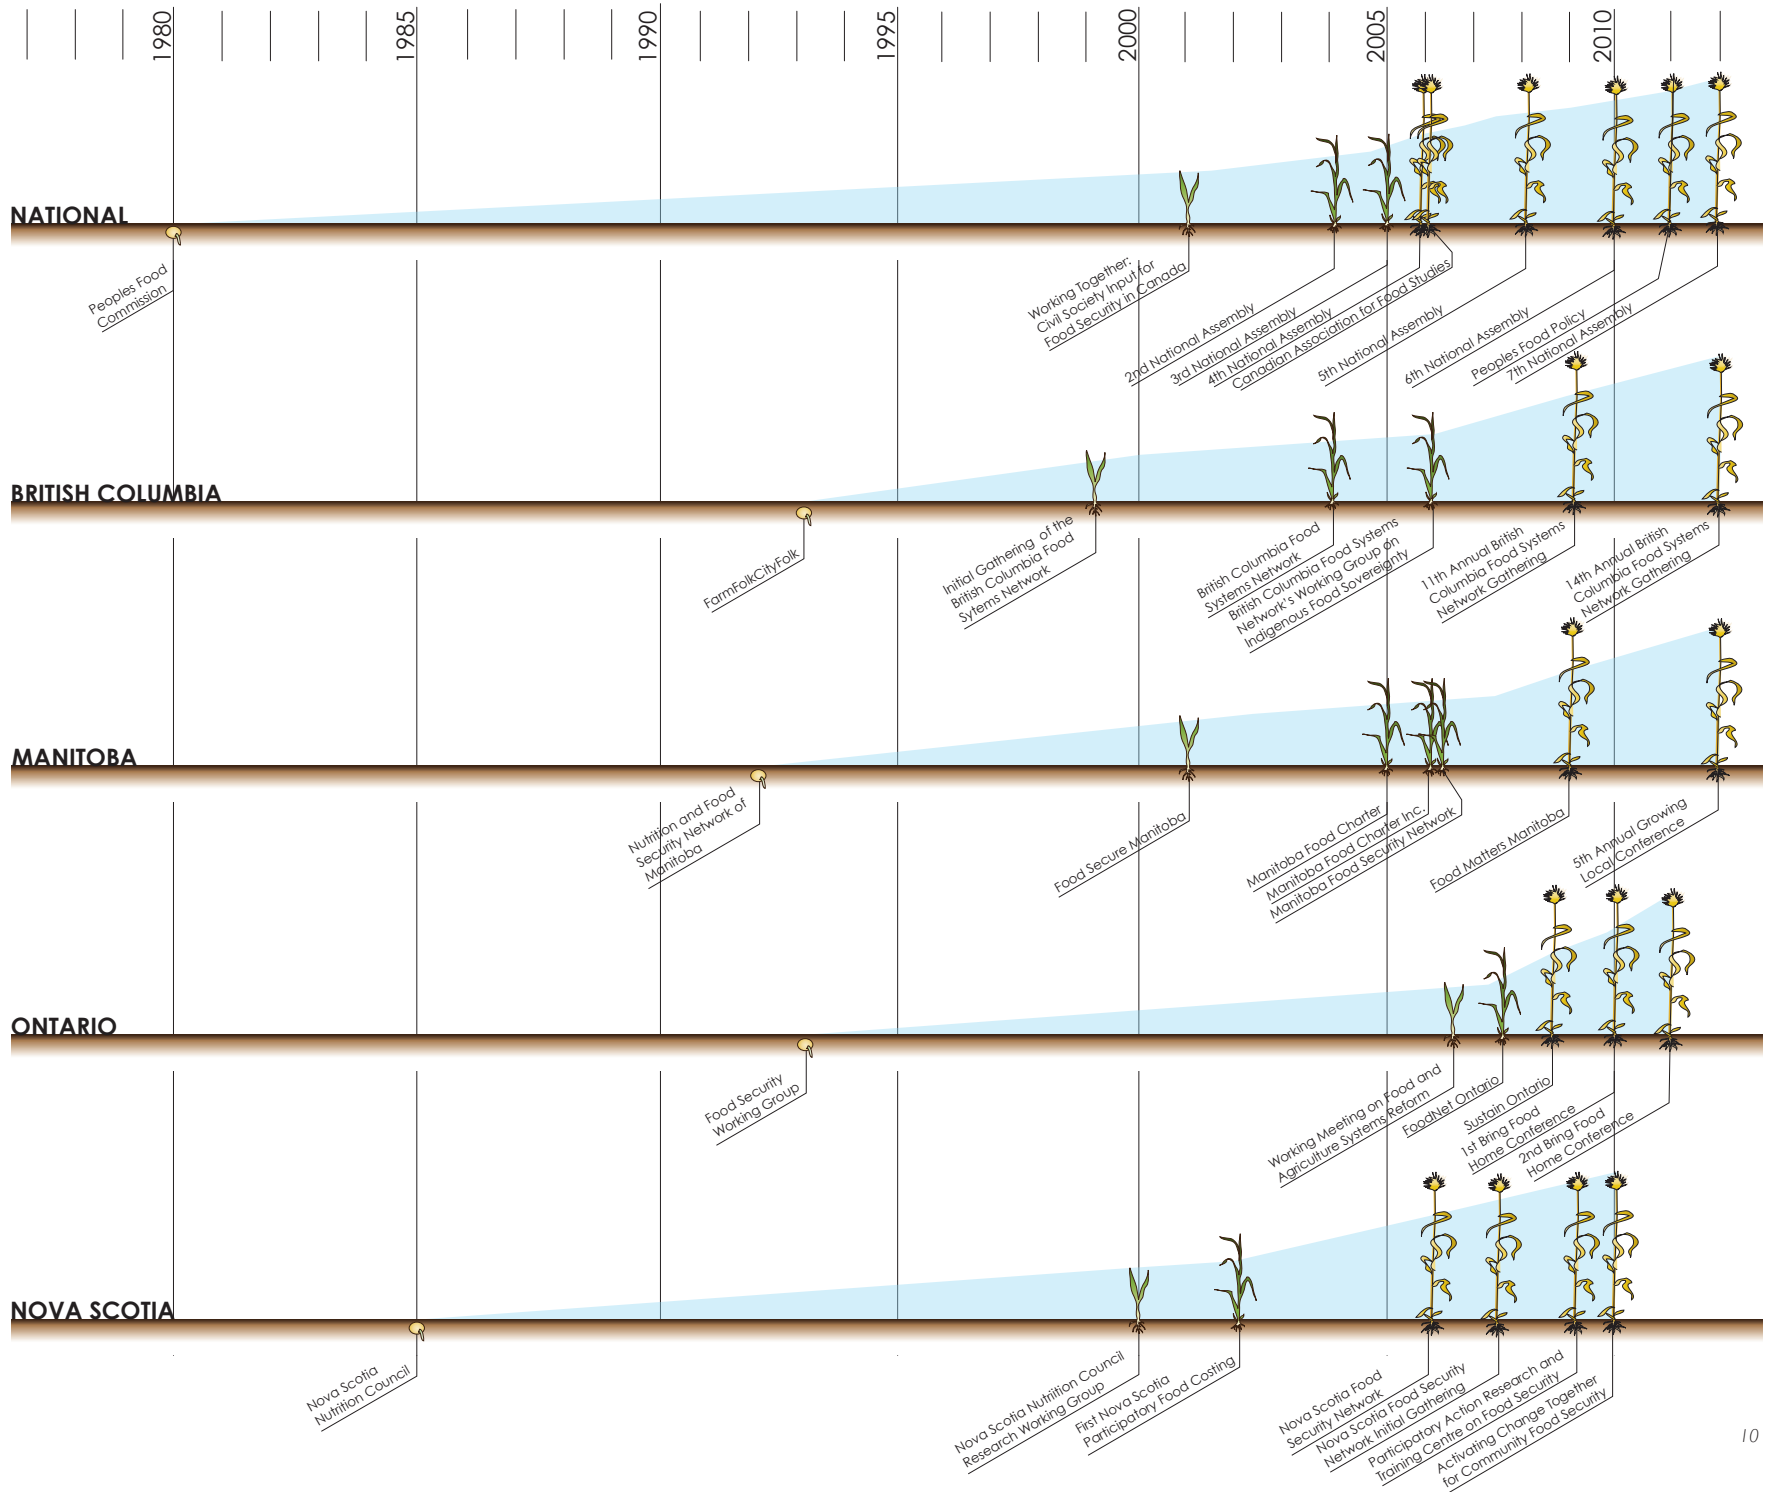 1980
1985
1990
1995
2000
2005
2010
NATIONAL
Peoples Food
Commission
Working Together:
Civil Society Input for
Food Security in Canada
2nd National Assembly
3rd National Assembly
4th National Assembly
Canadian Association for Food Studies
5th National Assembly
6th National Assembly
Peoples Food Policy
7th National Assembly
BRITISH COLUMBIA
FarmFolkCityFolk
Initial Gathering of the
British Columbia Food
Sytems Network
British Columbia Food
Systems Network
British Columbia Food Systems
Network's Working Group on
Indigenous Food Sovereignty
11th Annual British
Columbia Food Systems
Network Gathering
14th Annual British
Columbia Food Systems
Network Gathering
MANITOBA
Nutrition and Food
Security Network of
Manitoba
Food Secure Manitoba
Manitoba Food Charter
Manitoba Food Charter Inc.
Manitoba Food Security Network
Food Matters Manitoba
5th Annual Growing
Local Conference
ONTARIO
Food Security
Working Group
Working Meeting on Food and
Agriculture Systems Reform
FoodNet Ontario
Sustain Ontario
1st Bring Food
Home Conference
2nd Bring Food
Home Conference
NOVA SCOTIA
Nova Scotia
Nutrition Council
Nova Scotia Nutriition Council
Research Working Group
First Nova Scotia
Participatory Food Costing
Nova Scotia Food
Security Network
Nova Scotia Food Security
Network Initial Gathering
Participatory Action Research and
Training Centre on Food Security
Activating Change Together
for Community Food Security
10